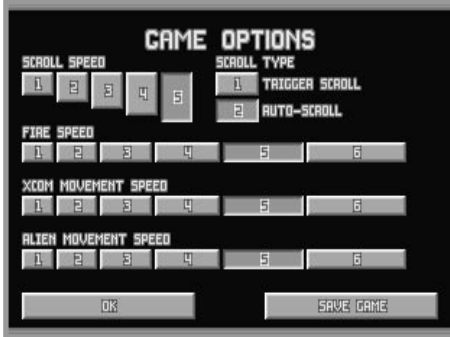 GAME OPTIONS
SCROLL SPEED
SCROLL TYPE
1 2 3 4 5
1 TRIGGER SCROLL
2 AUTO-SCROLL
FIRE SPEED
1 2 3 4 5 6
XCOM MOVEMENT SPEED
1 2 3 4 5 6
ALIEN MOVEMENT SPEED
1 2 3 4 5 6
OK
SAVE GAME